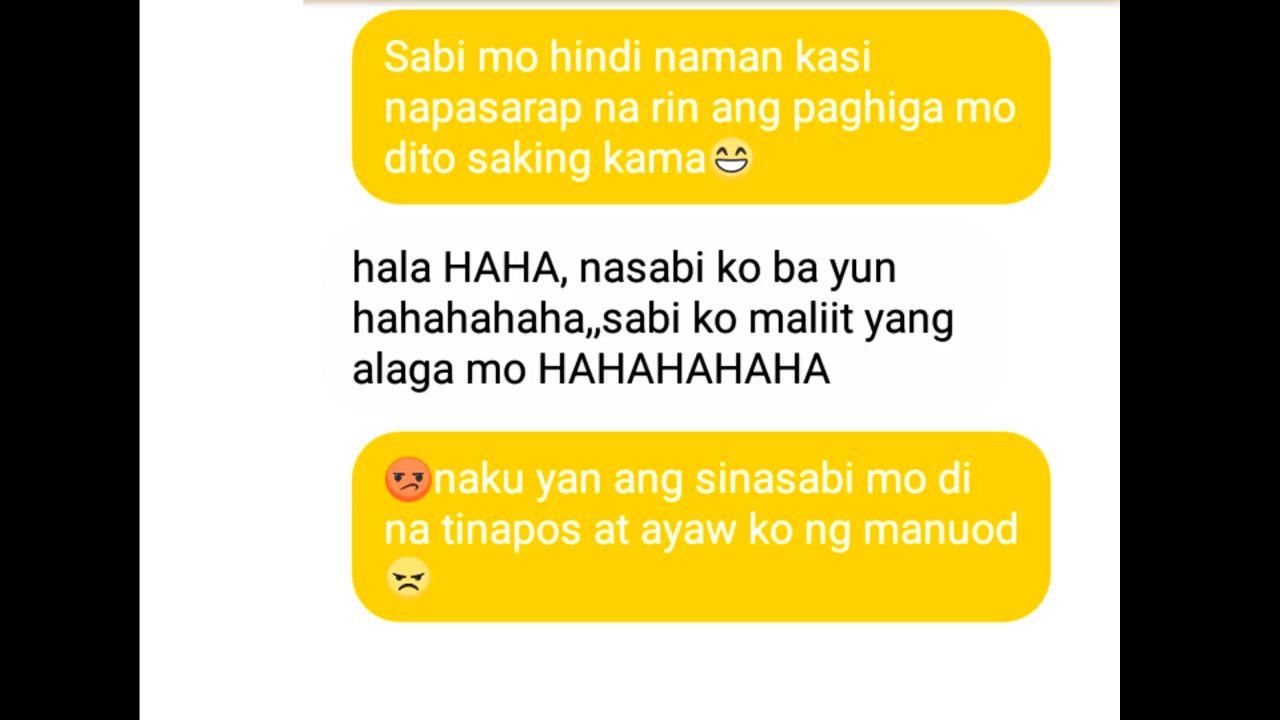 Sabi mo hindi naman kasi
napasarap na rin ang paghiga mo
dito saking kama😁
hala HAHA, nasabi ko ba yun
hahahahaha,,sabi ko maliit yang
alaga mo HAHAHAHAHA
😡naku yan ang sinasabi mo di
na tinapos at ayaw ko ng manuod
😠